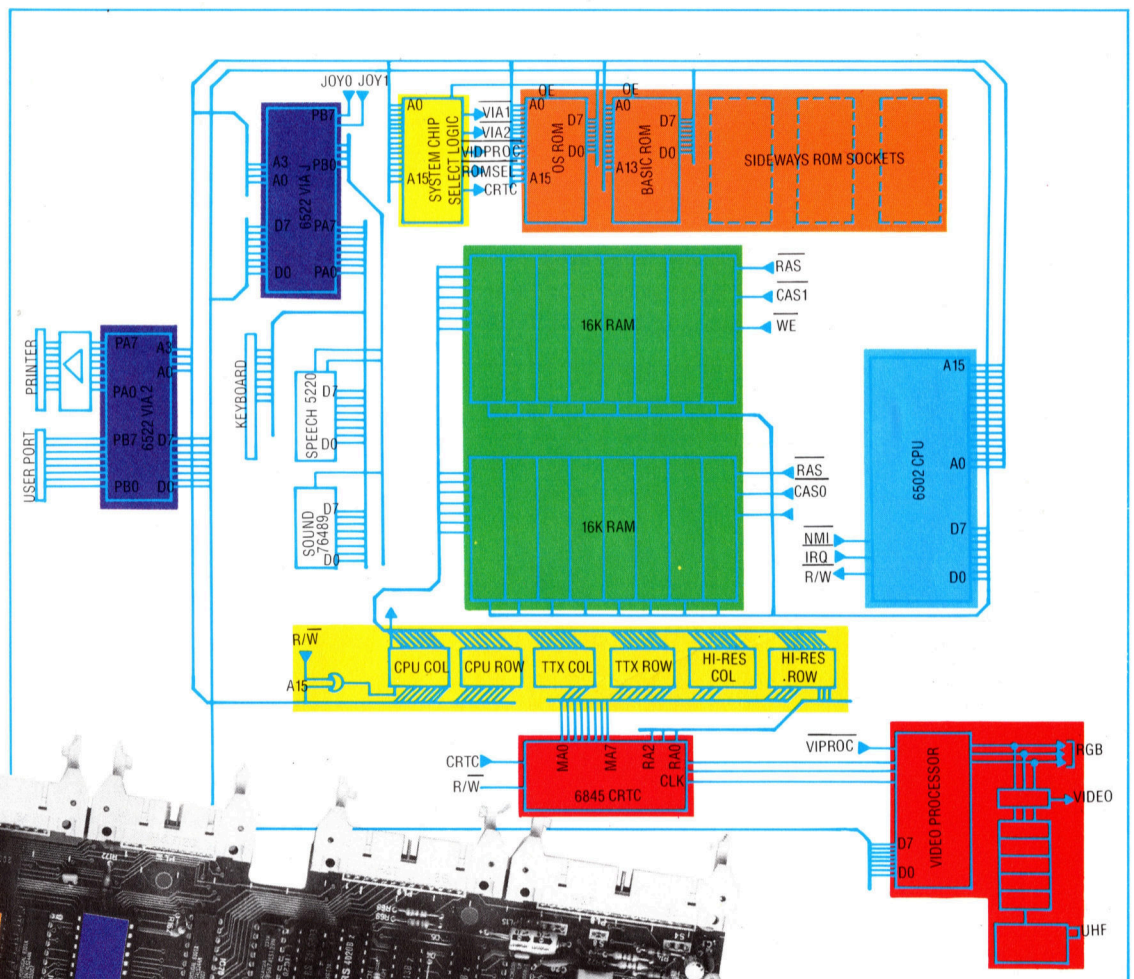 JOY0 JOY1
PB7
PB0
A3
A0
D7
D0
PA7
PA0
6522 VIA 1
A0
A15
SYSTEM CHIP
SELECT LOGIC
VIA1
VIA2
VIDPROC
ROMSEL
CRTC
OE
A0
A15
D7
D0
OS ROM
OE
A0
A13
D7
D0
BASIC ROM
SIDEWAYS ROM SOCKETS
16K RAM
RAS
CAS1
WE
16K RAM
RAS
CAS0
PRINTER
USER PORT
PA7
PA0
PB7
PB0
A3
A0
D7
D0
6522 VIA 2
KEYBOARD
SPEECH 5220
D7
D0
SOUND
76489
D7
D0
A15
A0
D7
D0
6502 CPU
NMI
IRQ
R/W
R/W
A15
CPU COL
CPU ROW
TTX COL
TTX ROW
HI-RES
COL
HI-RES
.ROW
CRTC
R/W
MA0
MA7
RA2
RA0
CLK
6845 CRTC
VIPROC
VIDEO PROCESSOR
D7
D0
RGB
VIDEO
UHF